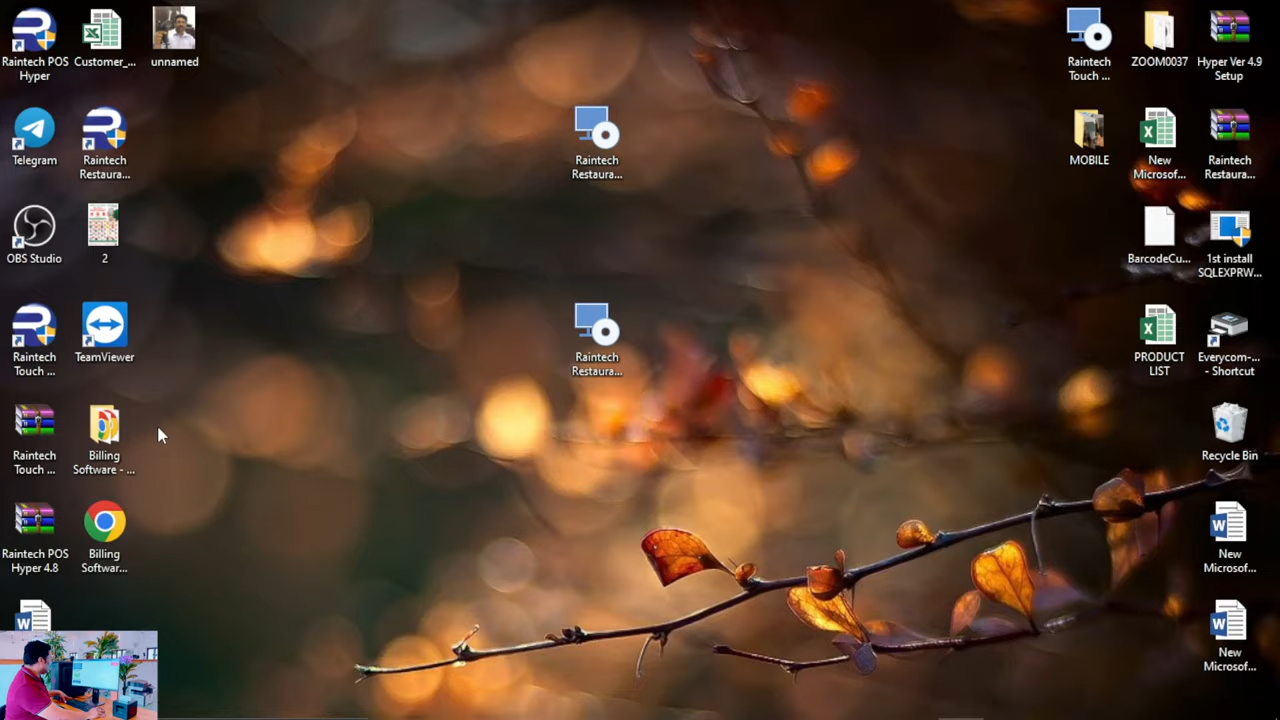 Raintech POS
Hyper
Customer_...
unnamed
Telegram
Raintech
Restaura...
OBS Studio
2
Raintech
Touch ...
TeamViewer
Raintech
Touch ...
Billing
Software - ...
Raintech POS
Hyper 4.8
Billing
Softwar...
Raintech
Restaura...
Raintech
Restaura...
Raintech
Touch ...
ZOOM0037
Hyper Ver 4.9
Setup
MOBILE
New
Microsof...
Raintech
Restaura...
BarcodeCu...
1st install
SQLEXPRW...
PRODUCT
LIST
Everycom-...
- Shortcut
Recycle Bin
New
Microsof...
New
Microsof...